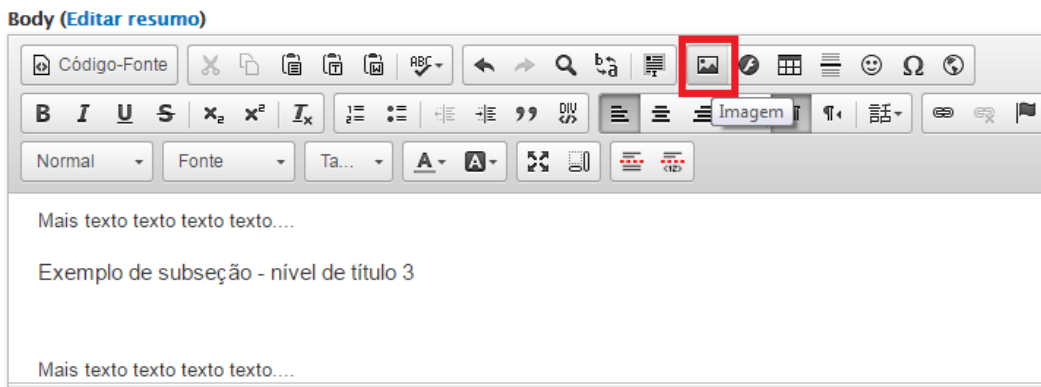 Body (Editar resumo)
Código-Fonte
Imagem
Normal Fonte Ta...
Mais texto texto texto texto....
Exemplo de subseção - nível de título 3
Mais texto texto texto texto....